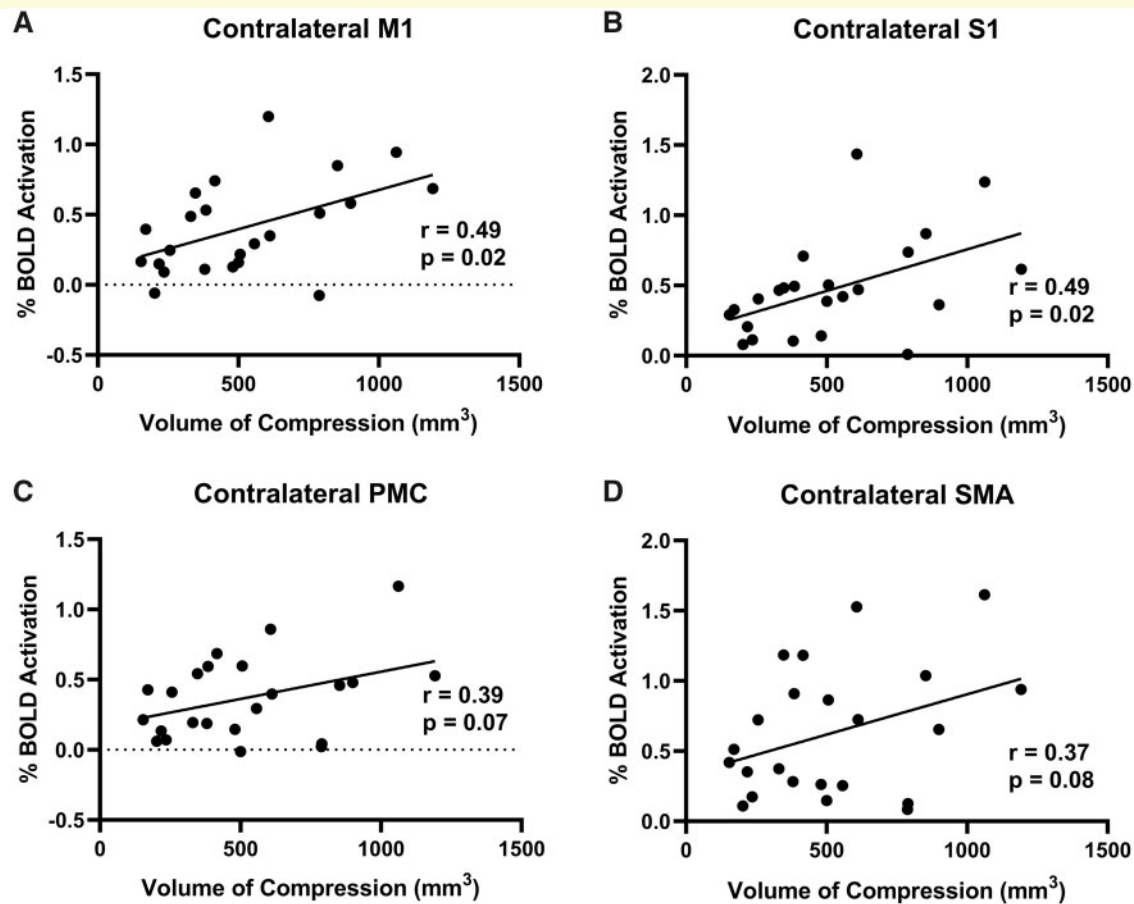 A
Contralateral M1
% BOLD Activation
1.5
1.0
0.5
0.0
-0.5
r = 0.49
p = 0.02
0
500
1000
1500
Volume of Compression (mm³)
B
Contralateral S1
% BOLD Activation
2.0
1.5
1.0
0.5
0.0
r = 0.49
p = 0.02
0
500
1000
1500
Volume of Compression (mm³)
C
Contralateral PMC
% BOLD Activation
1.5
1.0
0.5
0.0
-0.5
r = 0.39
p = 0.07
0
500
1000
1500
Volume of Compression (mm³)
D
Contralateral SMA
% BOLD Activation
2.0
1.5
1.0
0.5
0.0
r = 0.37
p = 0.08
0
500
1000
1500
Volume of Compression (mm³)